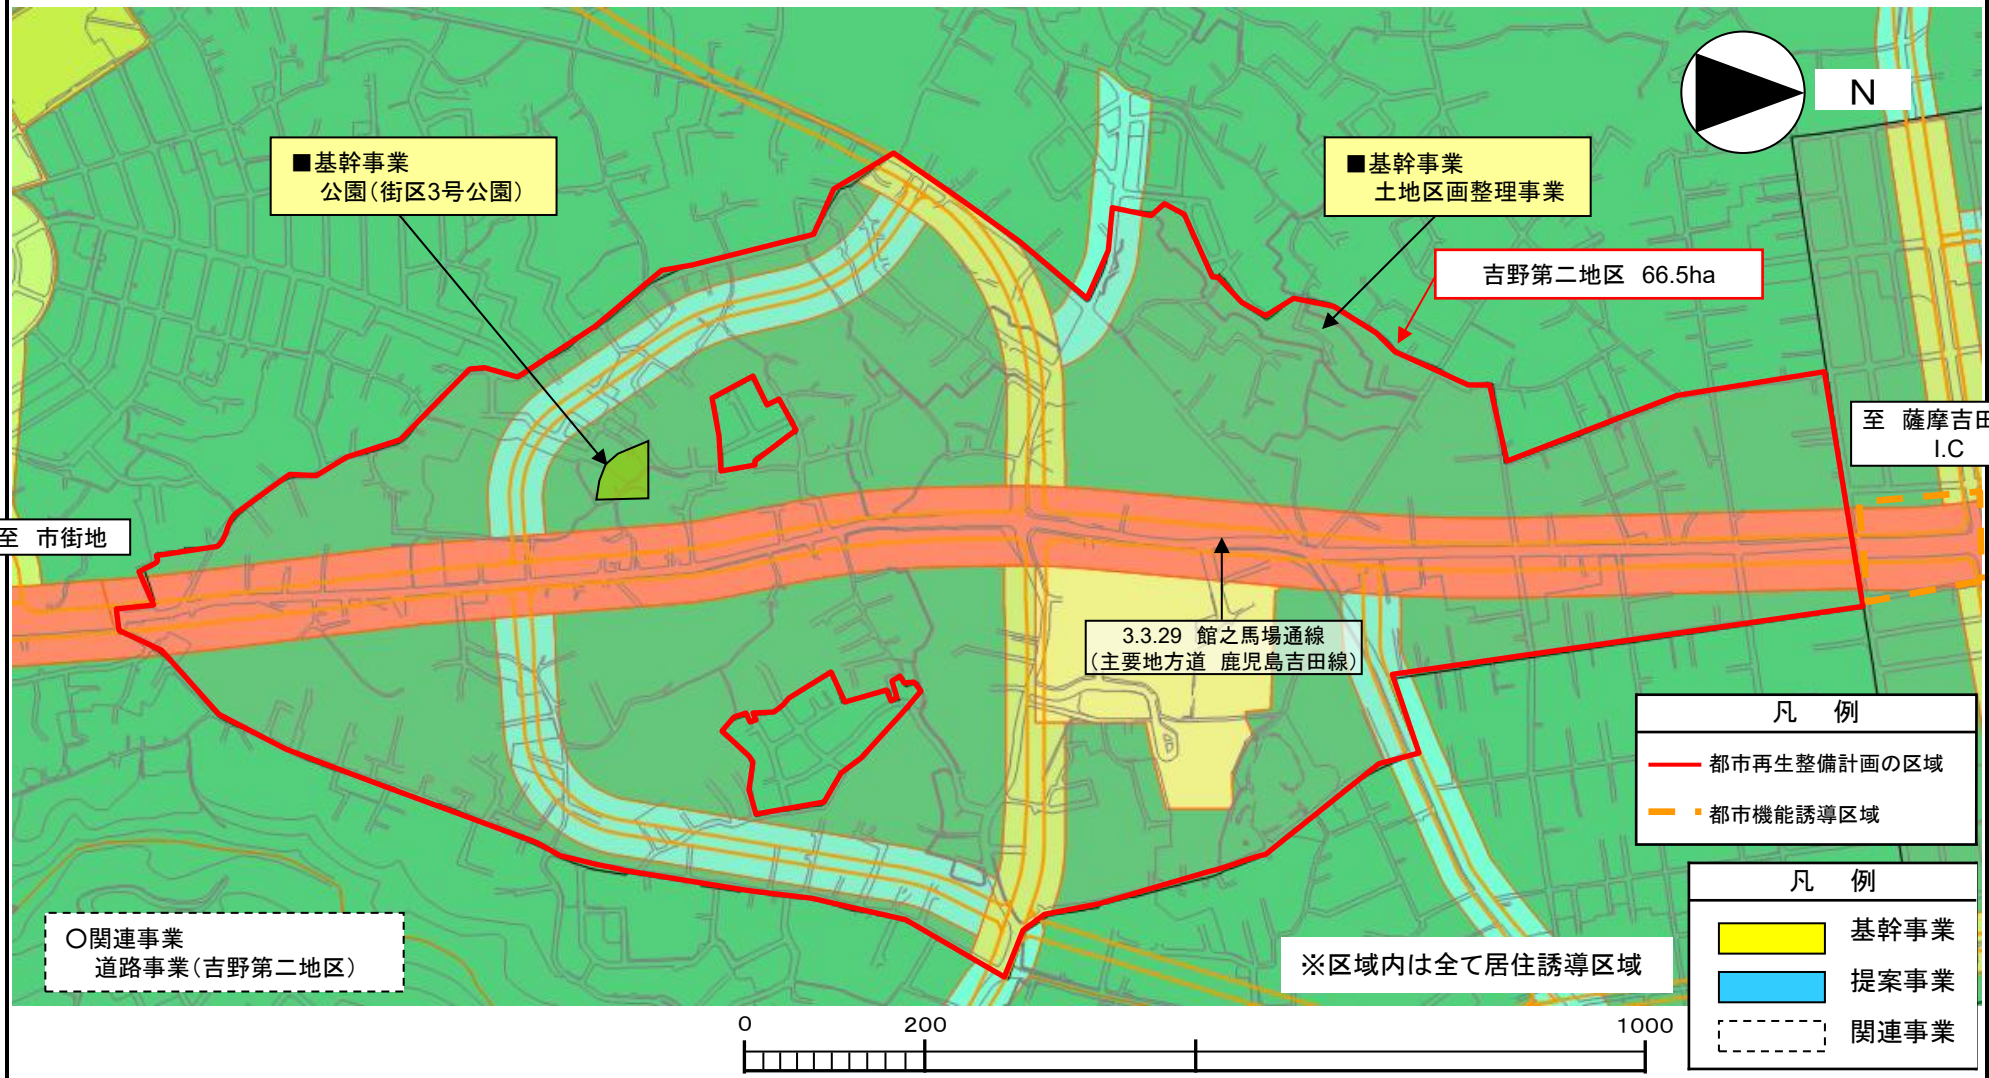 N
■基幹事業
公園(街区3号公園)
■基幹事業
土地区画整理事業
吉野第二地区 66.5ha
至 薩摩吉田
I.C
至 市街地
3.3.29 館之馬場通線
(主要地方道 鹿児島吉田線)
凡 例
都市再生整備計画の区域
都市機能誘導区域
凡 例
基幹事業
提案事業
関連事業
○関連事業
道路事業(吉野第二地区)
※区域内は全て居住誘導区域
0 200 1000